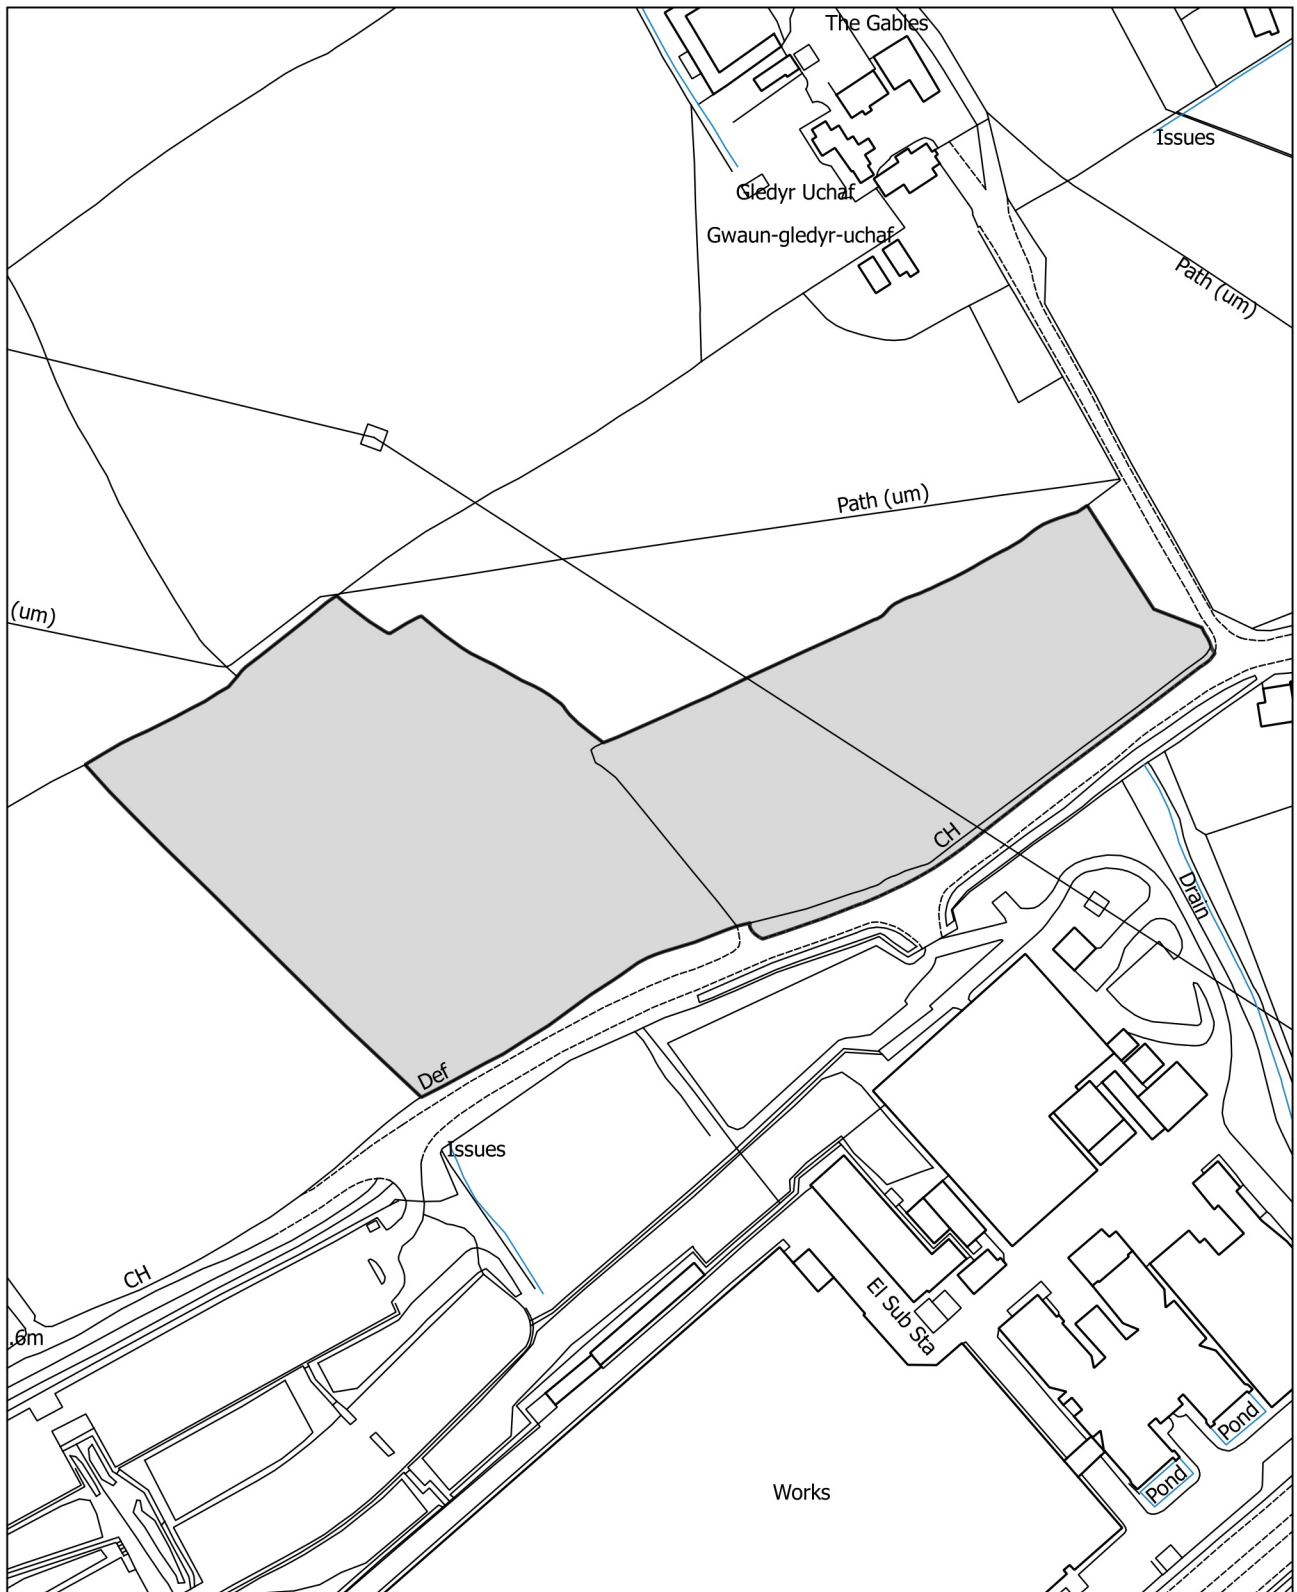 The Gables
Issues
Gledyr Uchaf
Gwaun-gledyr-uchaf
Path (um)
Path (um)
(um)
CH
Drain
Def
Issues
CH
El Sub Sta
.6m
Pond
Pond
Works